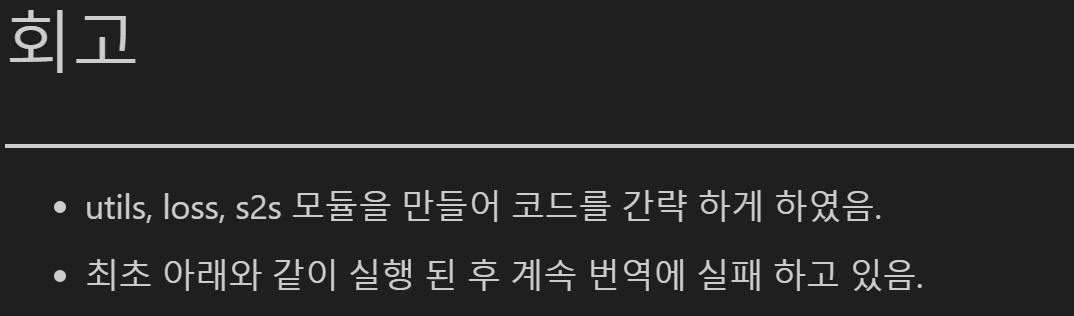 회고
utils, loss, s2s 모듈을 만들어 코드를 간략 하게 하였음.
최초 아래와 같이 실행 된 후 계속 번역에 실패 하고 있음.